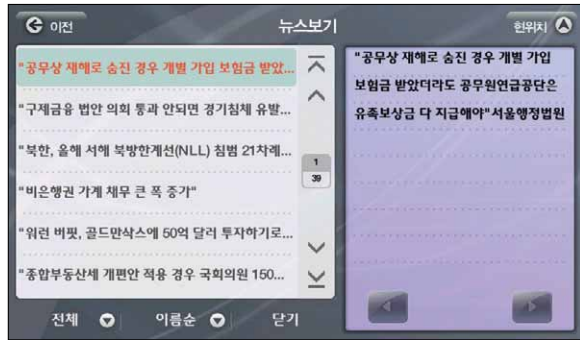 이전
뉴스보기
현위치
"공무상 재해로 숨진 경우 개별 가입 보험금 받았...
"구제금융 법안 의회 통과 안되면 경기침체 유발...
"북한, 올해 서해 북방한계선(NLL) 침범 21차례...
"비은행권 가계 채무 큰 폭 증가"
"워런 버핏, 골드만삭스에 50억 달러 투자하기로...
"종합부동산세 개편안 적용 경우 국회의원 150...
1
39
전체
이름순
닫기
"공무상 재해로 숨진 경우 개별 가입
보험금 받았더라도 공무원연금공단은
유족보상금 다 지급해야"서울행정법원